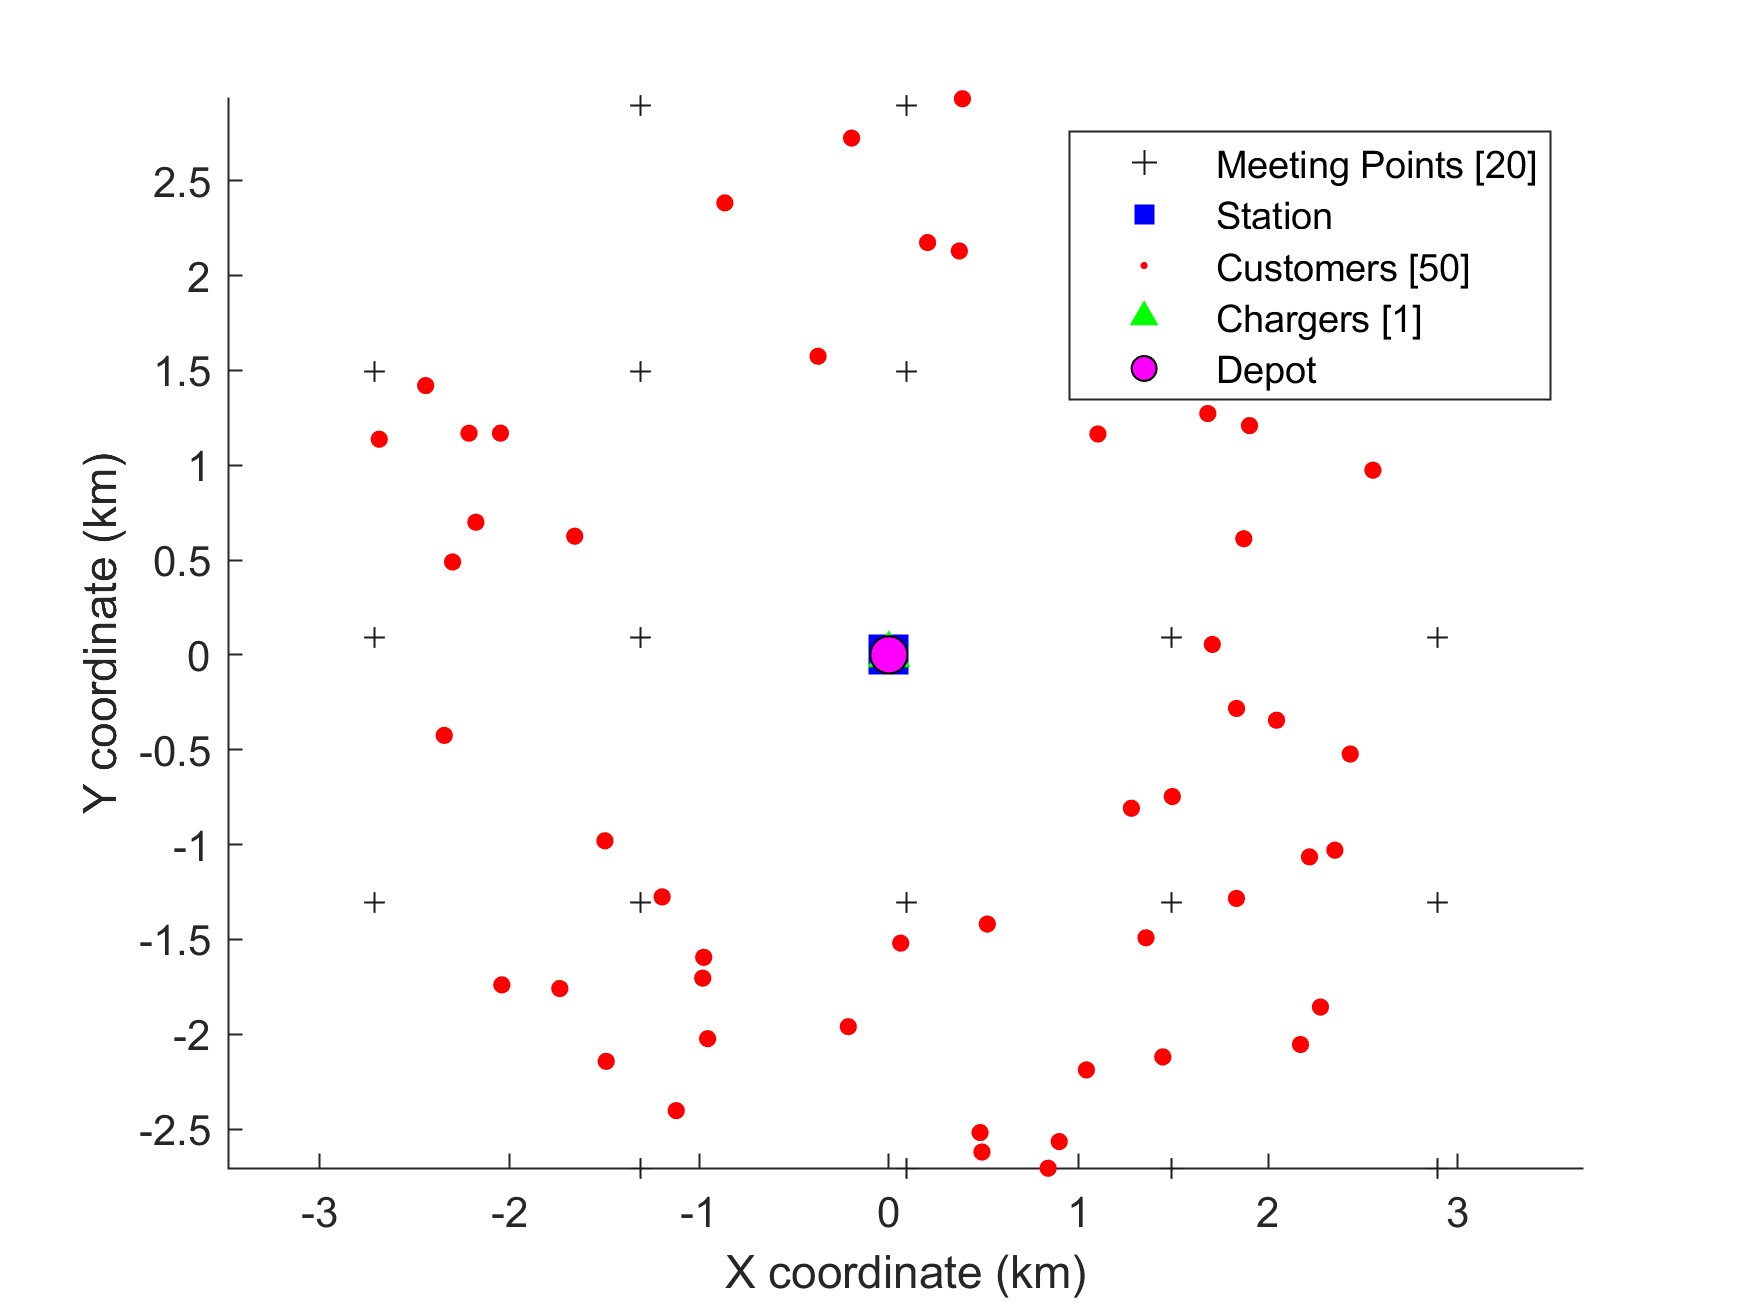 2.5
2
1.5
1
0.5
0
-0.5
-1
-1.5
-2
-2.5
Y coordinate (km)
Meeting Points [20]
Station
Customers [50]
Chargers [1]
Depot
-3 -2 -1 0 1 2 3
X coordinate (km)